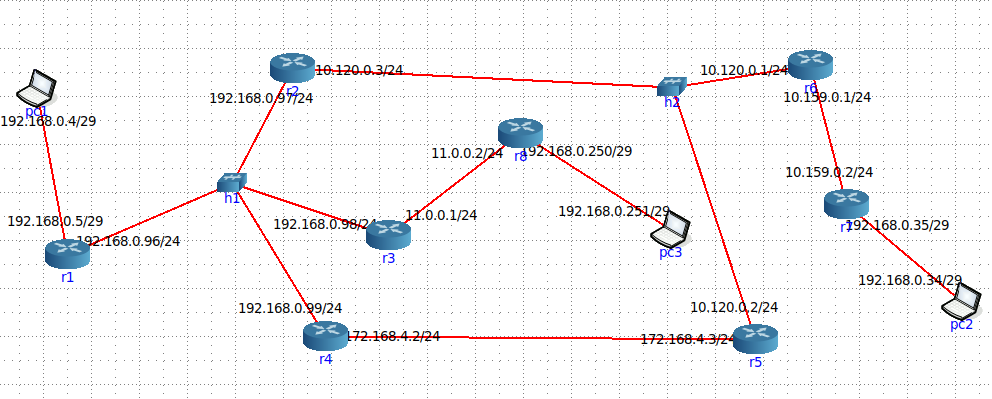 r2
10.120.0.3/24
192.168.0.97/24
pc1
192.168.0.4/29
h2
10.120.0.1/24
r6
10.159.0.1/24
r8
11.0.0.2/24
192.168.0.250/29
h1
10.159.0.2/24
r7
192.168.0.35/29
192.168.0.5/29
192.168.0.96/24
r1
192.168.0.98/24
11.0.0.1/24
r3
192.168.0.251/29
pc3
192.168.0.34/29
pc2
192.168.0.99/24
r4
172.168.4.2/24
10.120.0.2/24
172.168.4.3/24
r5